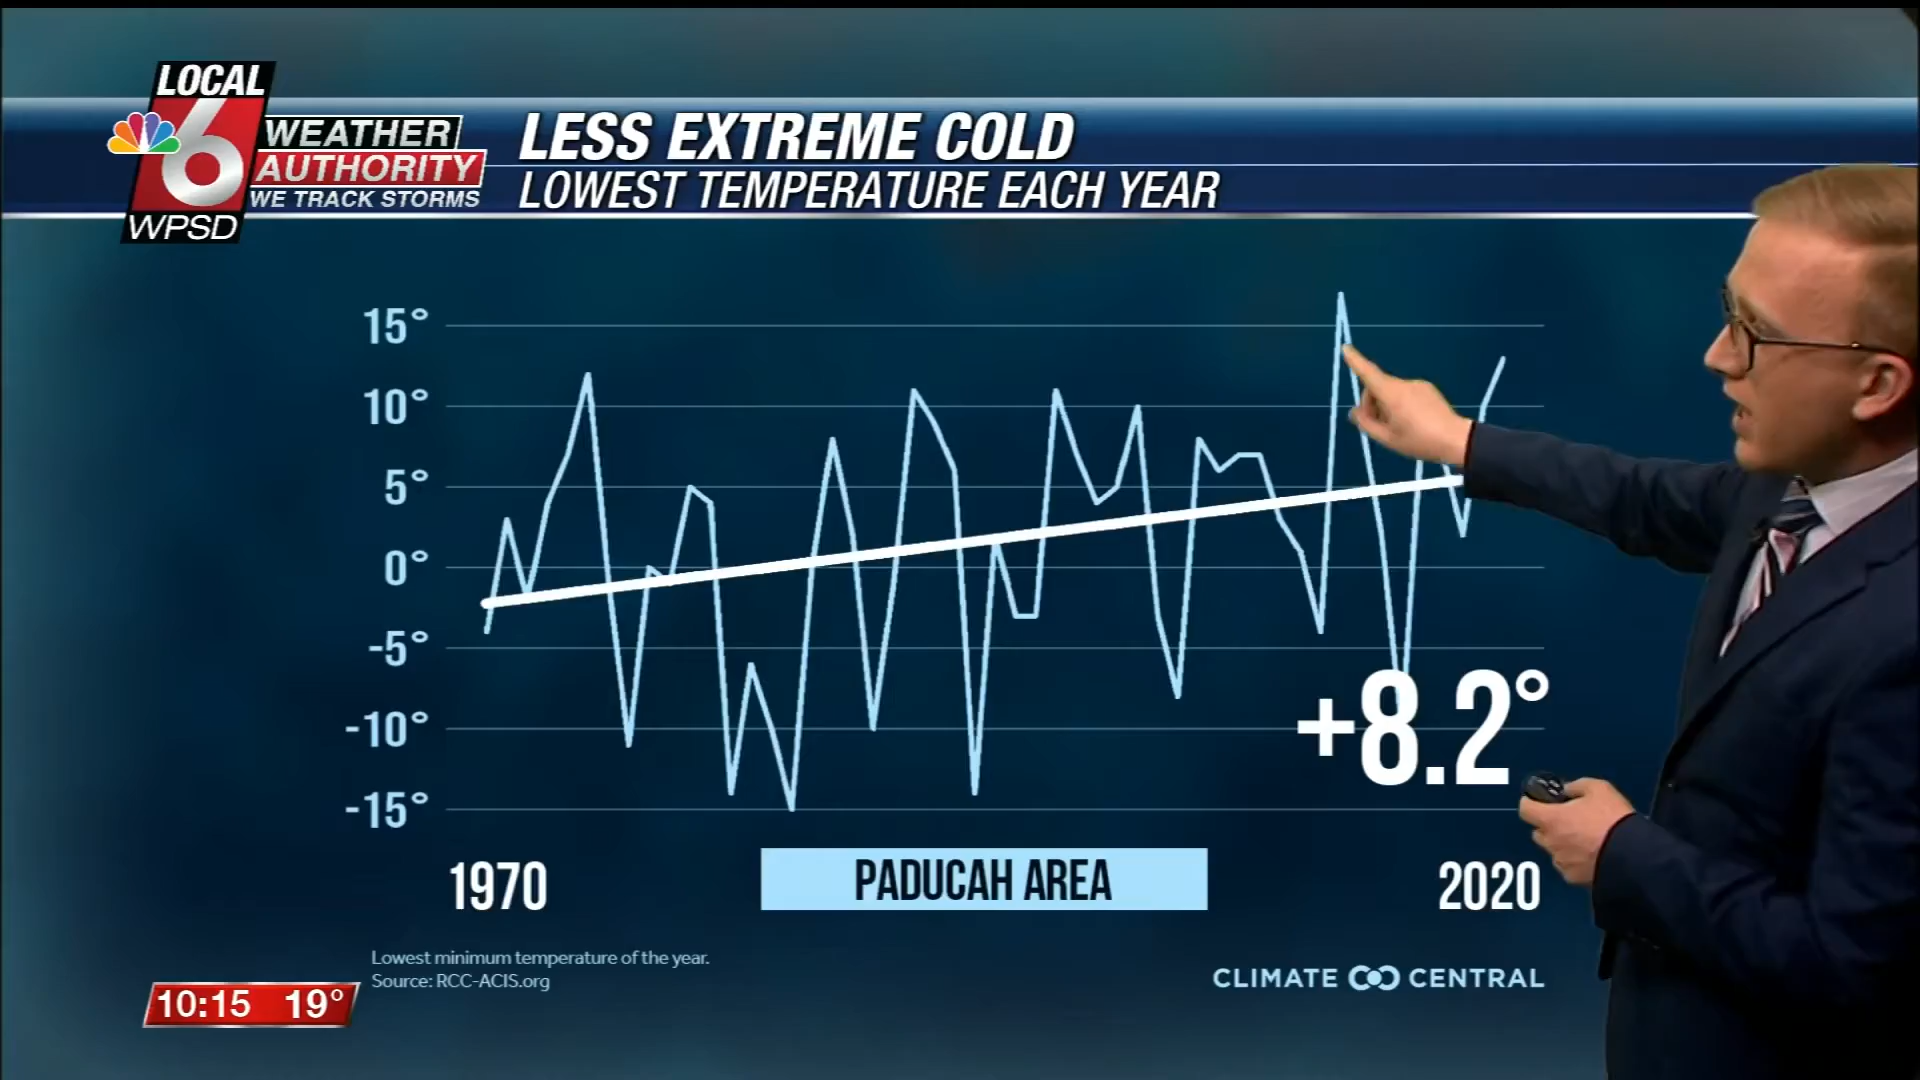 LOCAL
6
WEATHER
AUTHORITY
WE TRACK STORMS
WPSD
LESS EXTREME COLD
LOWEST TEMPERATURE EACH YEAR
15°
10°
5°
0°
-5°
-10°
-15°
+8.2°
1970
PADUCAH AREA
2020
Lowest minimum temperature of the year.
Source: RCC-ACIS.org
CLIMATE CENTRAL
10:15 19°